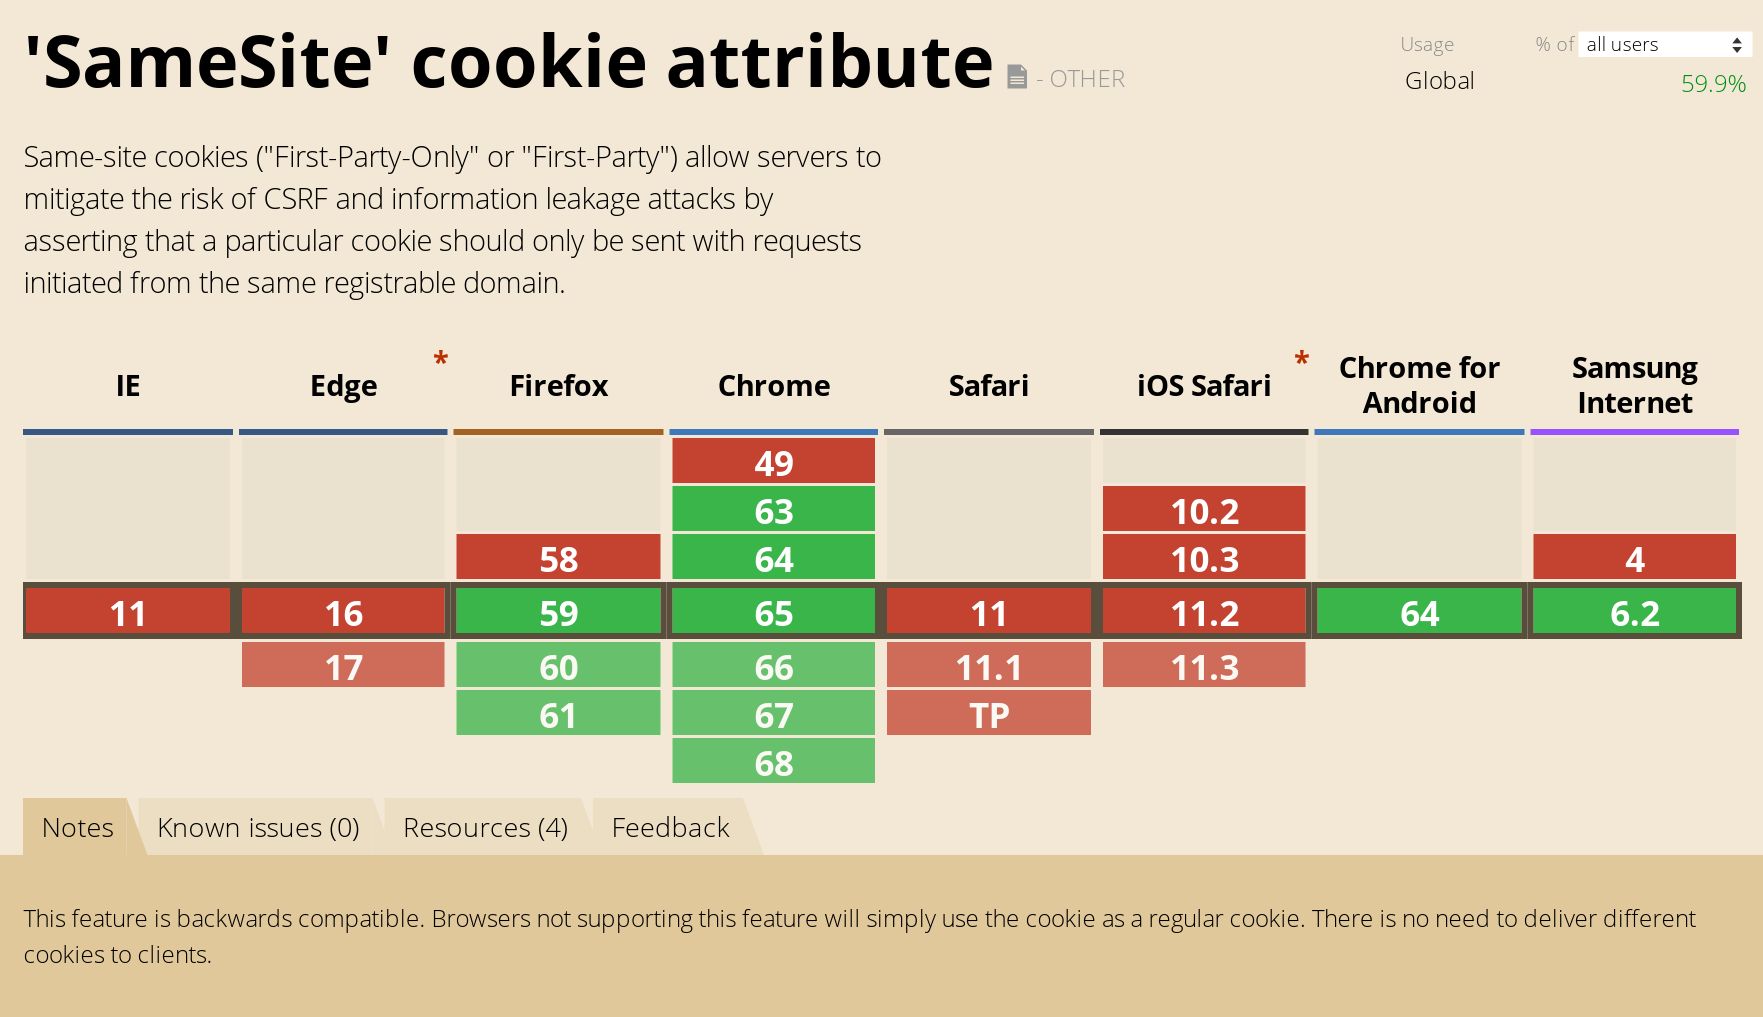 'SameSite' cookie attribute - OTHER
Usage % of all users
Global 59.9%
Same-site cookies ("First-Party-Only" or "First-Party") allow servers to
mitigate the risk of CSRF and information leakage attacks by
asserting that a particular cookie should only be sent with requests
initiated from the same registrable domain.
IE Edge * Firefox Chrome Safari iOS Safari * Chrome for Android Samsung Internet
49
63 10.2
58 64 10.3 4
11 16 59 65 11 11.2 64 6.2
17 60 66 11.1 11.3
61 67 TP
68
Notes Known issues (0) Resources (4) Feedback
This feature is backwards compatible. Browsers not supporting this feature will simply use the cookie as a regular cookie. There is no need to deliver different
cookies to clients.